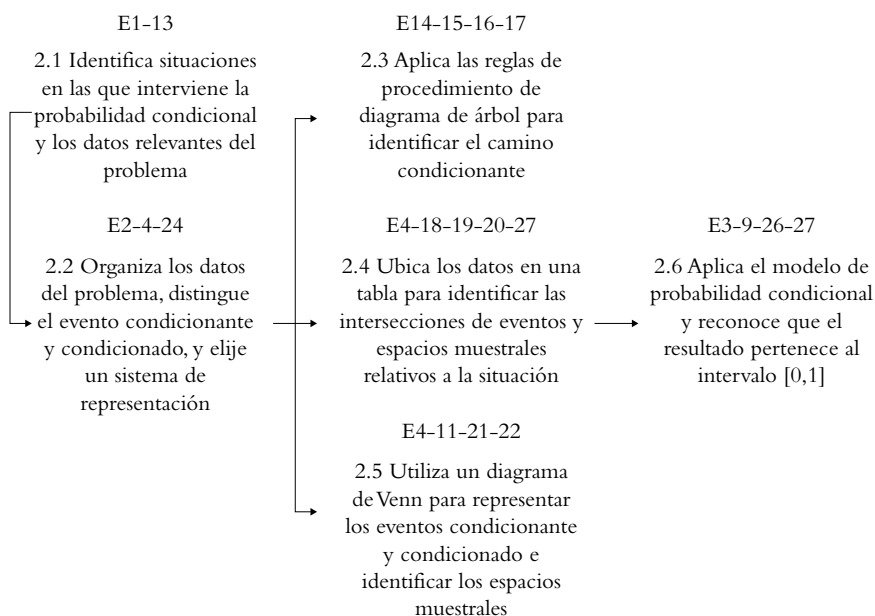 E1-13
2.1 Identifica situaciones
en las que interviene la
probabilidad condicional
y los datos relevantes del
problema
E2-4-24
2.2 Organiza los datos
del problema, distingue
el evento condicionante
y condicionado, y elije
un sistema de
representación
E14-15-16-17
2.3 Aplica las reglas de
procedimiento de
diagrama de árbol para
identificar el camino
condicionante
E4-18-19-20-27
2.4 Ubica los datos en una
tabla para identificar las
intersecciones de eventos y
espacios muestrales
relativos a la situación
E4-11-21-22
2.5 Utiliza un diagrama
de Venn para representar
los eventos condicionante
y condicionado e
identificar los espacios
muestrales
E3-9-26-27
2.6 Aplica el modelo de
probabilidad condicional
y reconoce que el
resultado pertenece al
intervalo [0,1]